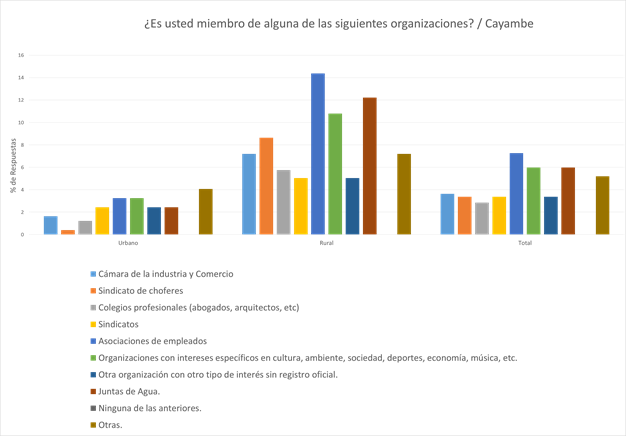 ¿Es usted miembro de alguna de las siguientes organizaciones? / Cayambe
16
14
12
10
8
6
4
2
0
% de Respuestas
Urbano
Rural
Total
Cámara de la industria y Comercio
Sindicato de choferes
Colegios profesionales (abogados, arquitectos, etc)
Sindicatos
Asociaciones de empleados
Organizaciones con intereses específicos en cultura, ambiente, sociedad, deportes, economía, música, etc.
Otra organización con otro tipo de interés sin registro oficial.
Juntas de Agua.
Ninguna de las anteriores.
Otras.